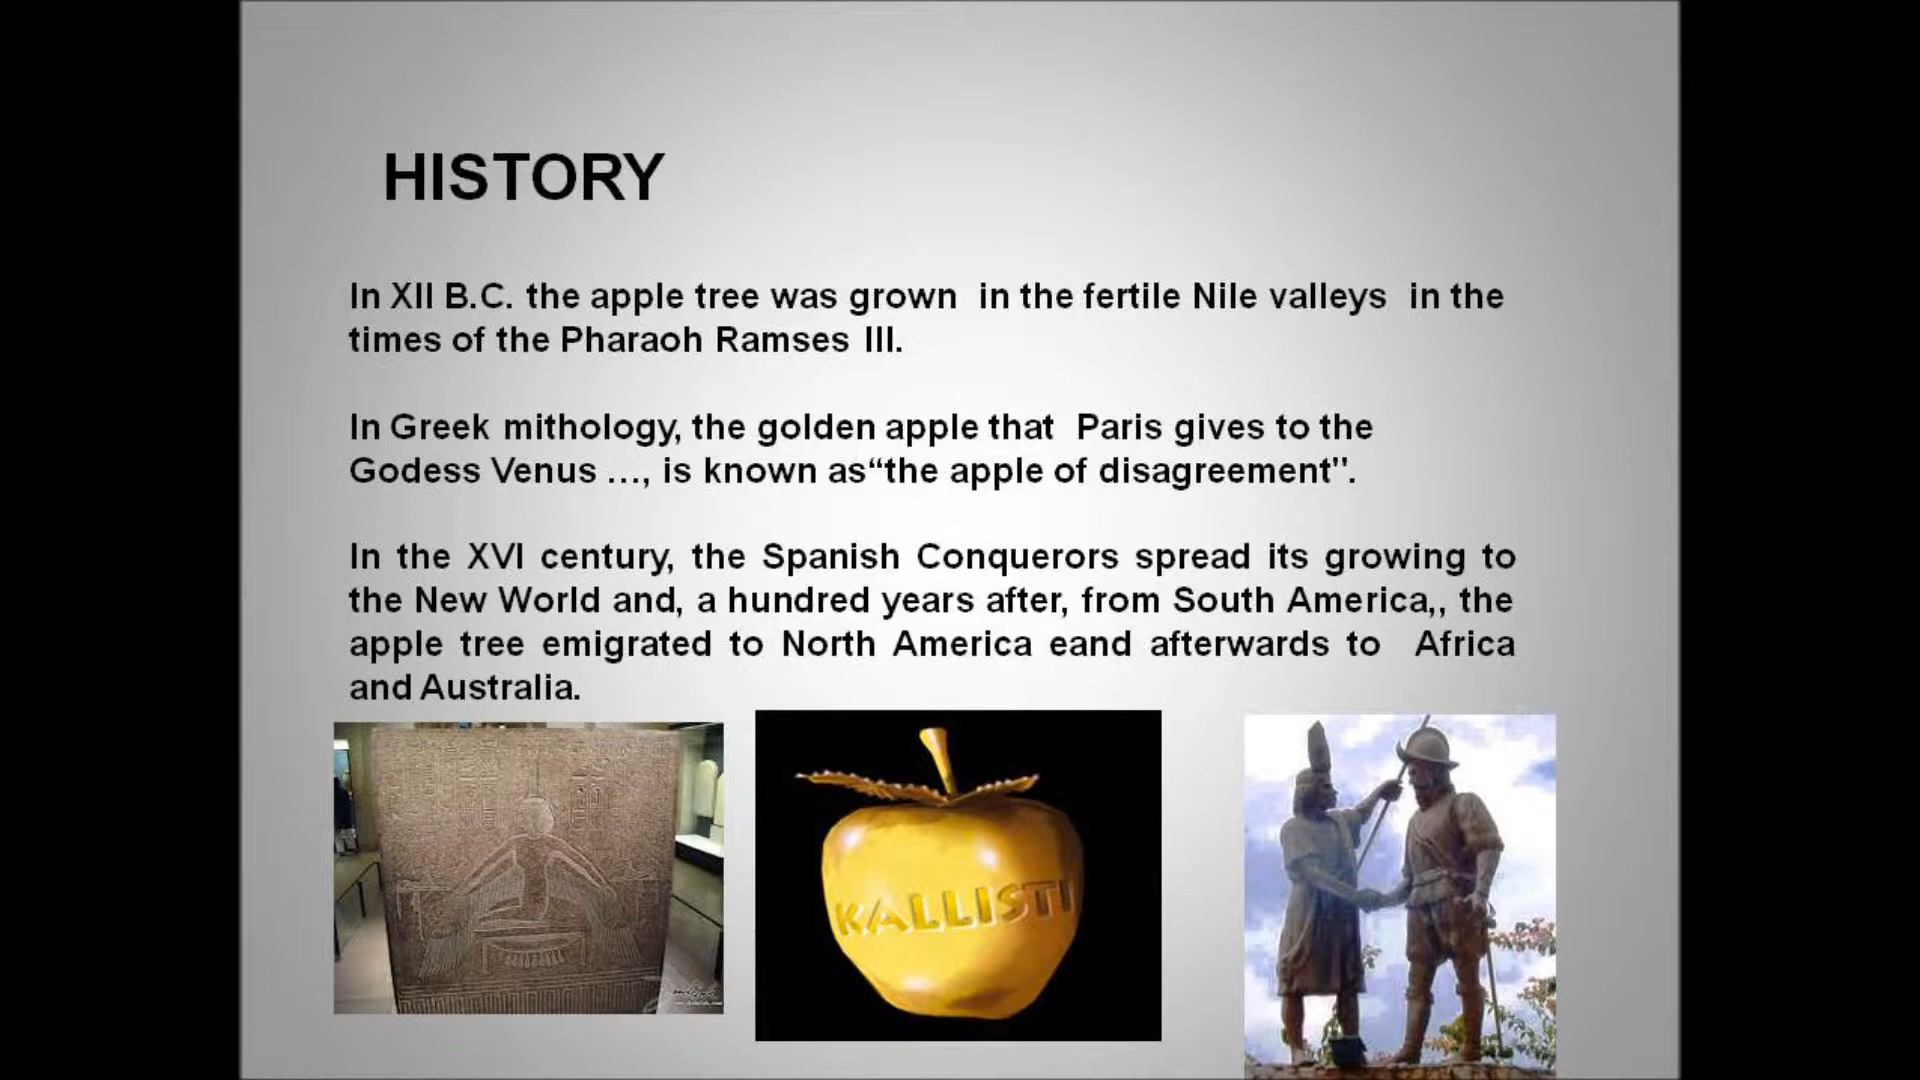 HISTORY
In XII B.C. the apple tree was grown in the fertile Nile valleys in the
times of the Pharaoh Ramses III.
In Greek mithology, the golden apple that Paris gives to the
Godess Venus ..., is known as“the apple of disagreement".
In the XVI century, the Spanish Conquerors spread its growing to
the New World and, a hundred years after, from South America,, the
apple tree emigrated to North America eand afterwards to Africa
and Australia.
KALLISTI